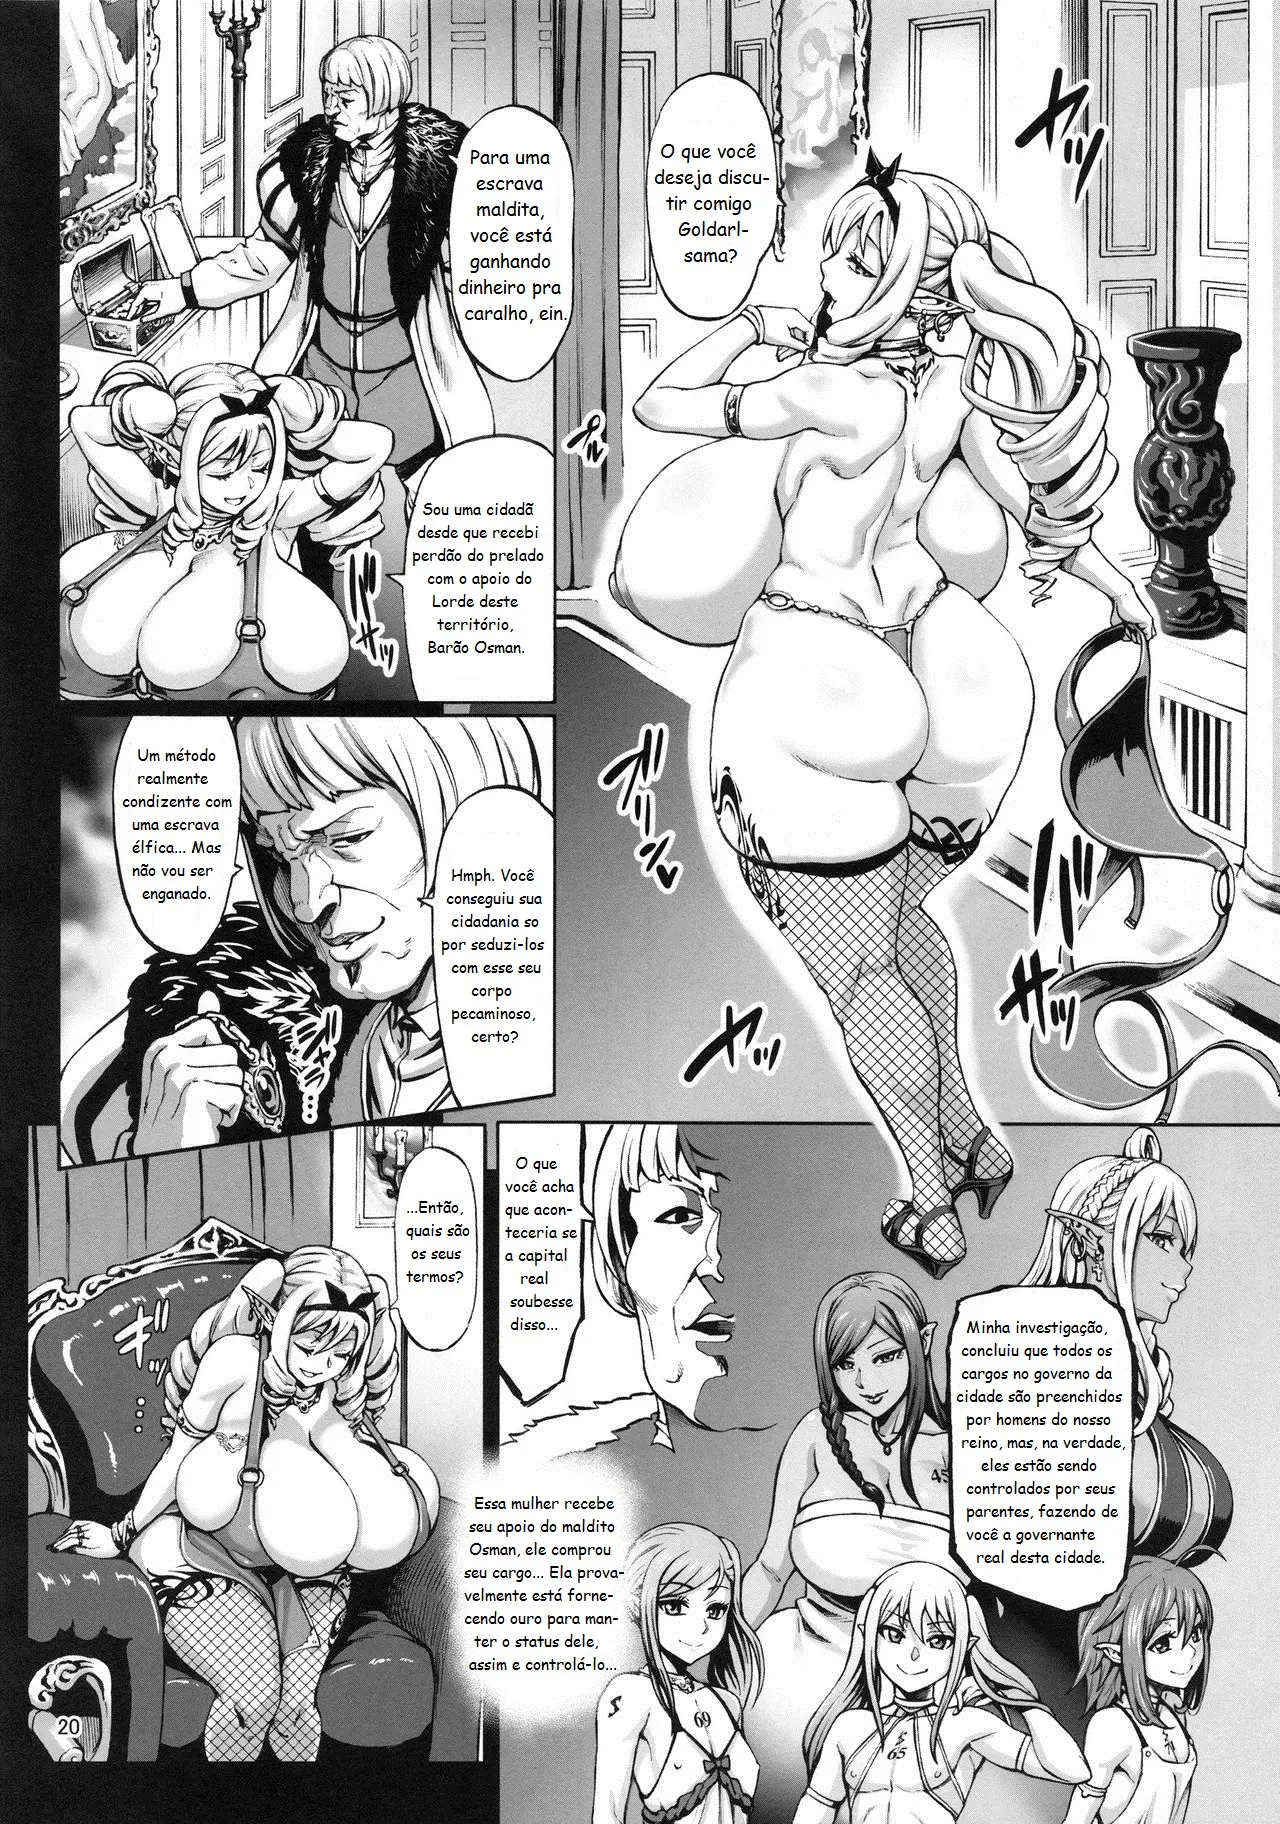 O que você
deseja discu-
tir comigo
Goldarl-
sama?
Para uma
escrava
maldita,
você está
ganhando
dinheiro pra
caralho, ein.
Sou uma cidadã
desde que recebi
perdão do prelado
com o apoio do
Lorde deste
território,
Barão Osman.
Hmph. Você
conseguiu sua
cidadania so
por seduzi-los
com esse seu
corpo
pecaminoso,
certo?
Um método
realmente
condizente com
uma escrava
élfica... Mas
não vou ser
enganado.
Minha investigação,
concluiu que todos os
cargos no governo da
cidade são preenchidos
por homens do nosso
reino, mas, na verdade,
eles estão sendo
controlados por seus
parentes, fazendo de
você a governante
real desta cidade.
45
69
65
O que
você acha
que acon-
teceria se
a capital
real
soubesse
disso...
Essa mulher recebe
seu apoio do maldito
Osman, ele comprou
seu cargo... Ela prova-
velmente está forne-
cendo ouro para man-
ter o status dele,
assim e controlá-lo...
...Então,
quais são
os seus
termos?
20